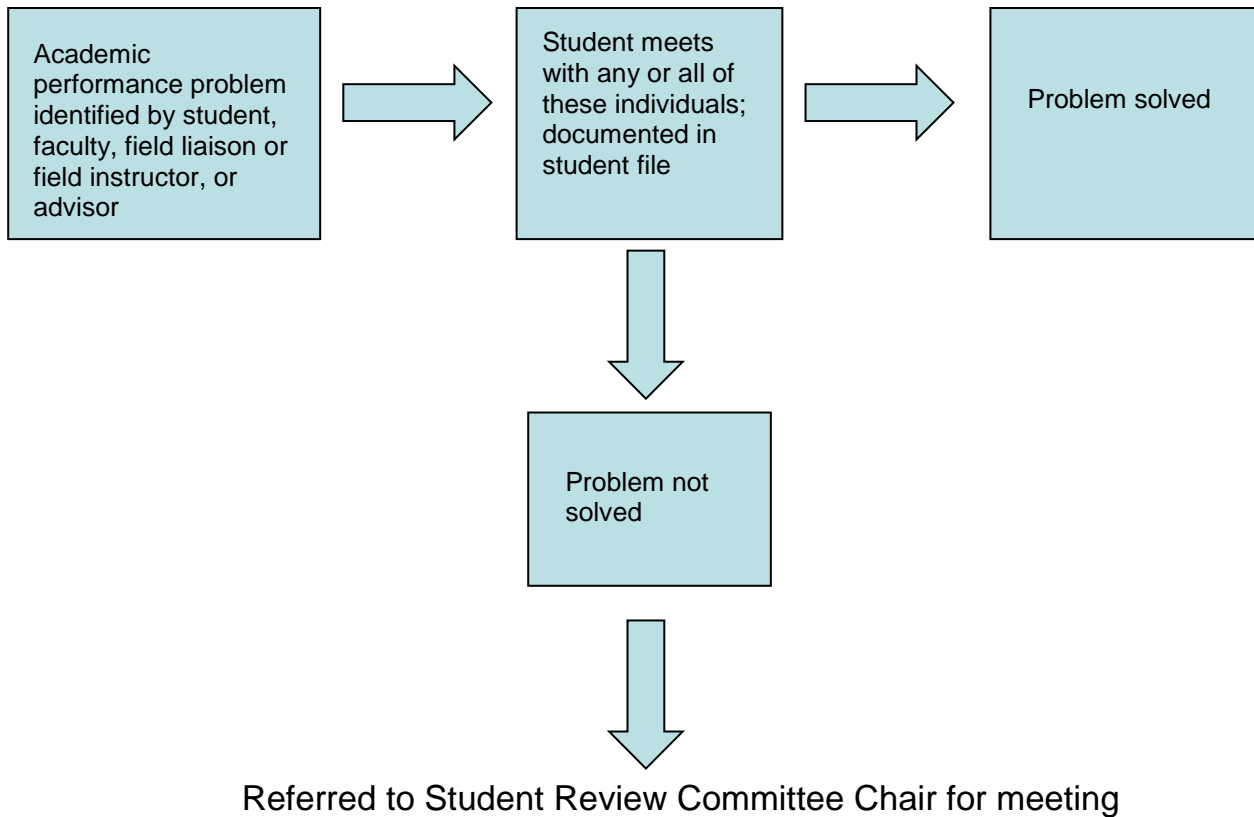 Academic
performance problem
identified by student,
faculty, field liaison or
field instructor, or
advisor
Student meets
with any or all of
these individuals;
documented in
student file
Problem solved
Problem not
solved
Referred to Student Review Committee Chair for meeting